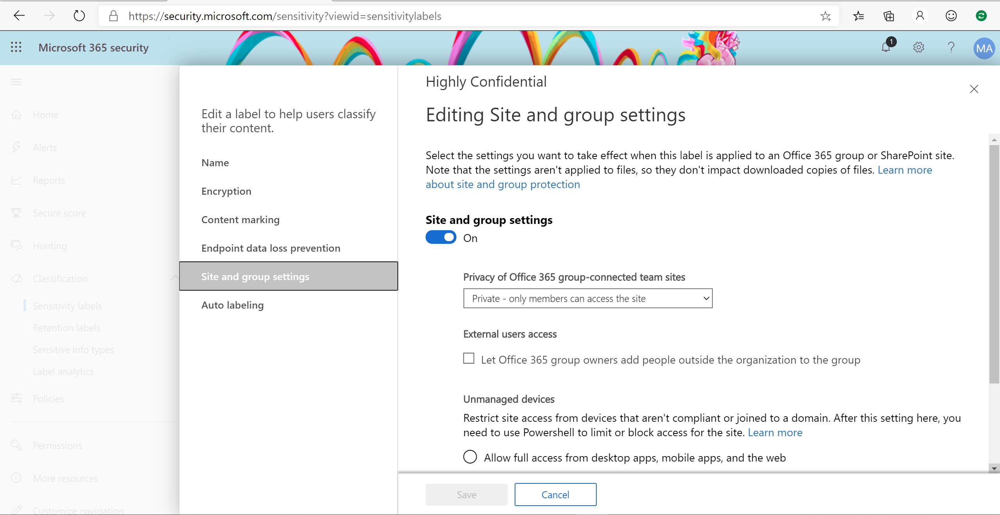 https://security.microsoft.com/sensitivity?viewid=sensitivitylabels
Microsoft 365 security
1
MA
Home
Alerts
Reports
Secure score
Hunting
Classification
Sensitivity labels
Retention labels
Sensitive info types
Label analytics
Policies
Permissions
More resources
Customize navigation
Edit a label to help users classify
their content.
Name
Encryption
Content marking
Endpoint data loss prevention
Site and group settings
Auto labeling
Highly Confidential
Editing Site and group settings
Select the settings you want to take effect when this label is applied to an Office 365 group or SharePoint site.
Note that the settings aren't applied to files, so they don't impact downloaded copies of files. Learn more
about site and group protection
Site and group settings
On
Privacy of Office 365 group-connected team sites
Private - only members can access the site
External users access
Let Office 365 group owners add people outside the organization to the group
Unmanaged devices
Restrict site access from devices that aren't compliant or joined to a domain. After this setting here, you
need to use Powershell to limit or block access for the site. Learn more
Allow full access from desktop apps, mobile apps, and the web
Save
Cancel